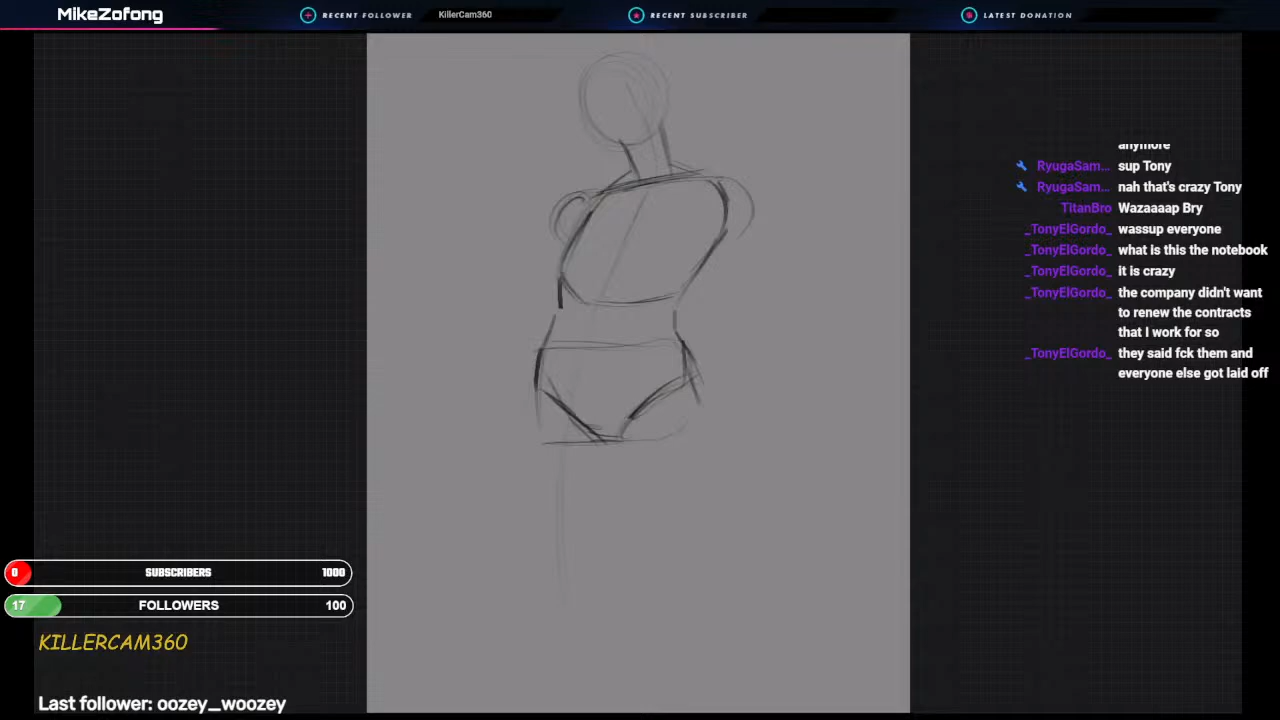 MikeZofong
RECENT FOLLOWER
KillerCam360
RECENT SUBSCRIBER
LATEST DONATION
anymore
RyugaSam... sup Tony
RyugaSam... nah that's crazy Tony
TitanBro Wazaaaap Bry
_TonyElGordo_ wassup everyone
_TonyElGordo_ what is this the notebook
_TonyElGordo_ it is crazy
_TonyElGordo_ the company didn't want
to renew the contracts
that I work for so
_TonyElGordo_ they said fck them and
everyone else got laid off
0 SUBSCRIBERS 1000
17 FOLLOWERS 100
KILLERCAM360
Last follower: oozey_woozey